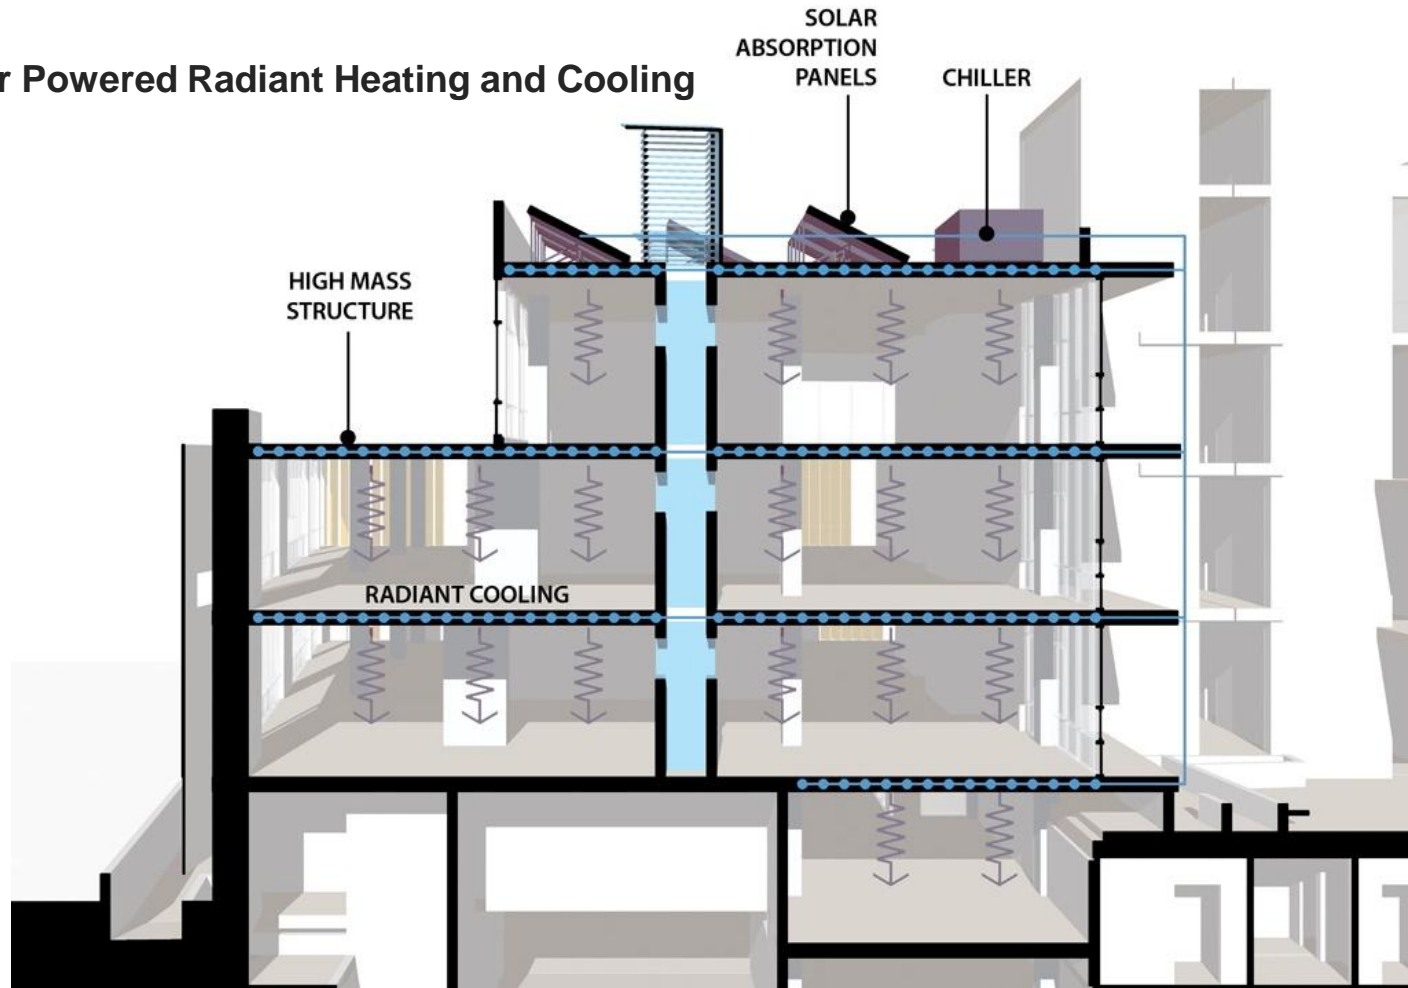 r Powered Radiant Heating and Cooling
SOLAR
ABSORPTION
PANELS
CHILLER
HIGH MASS
STRUCTURE
RADIANT COOLING